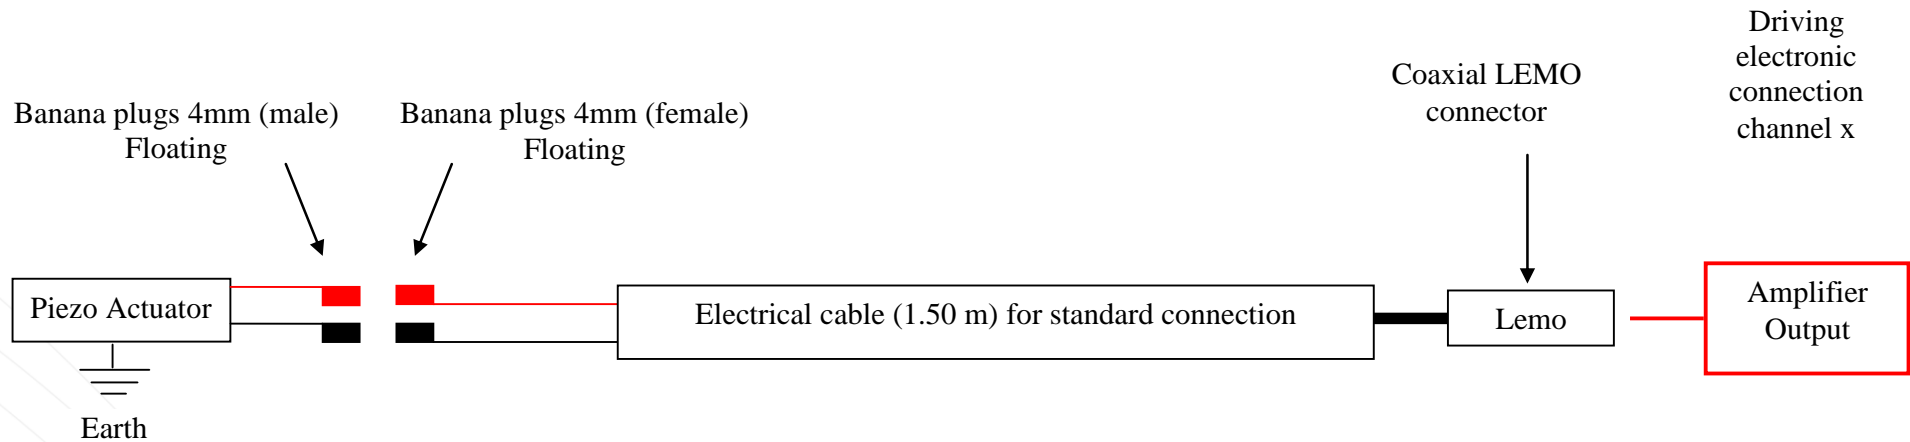 Banana plugs 4mm (male)
Floating
Banana plugs 4mm (female)
Floating
Coaxial LEMO
connector
Driving
electronic
connection
channel x
Piezo Actuator
Electrical cable (1.50 m) for standard connection
Lemo
Amplifier
Output
Earth